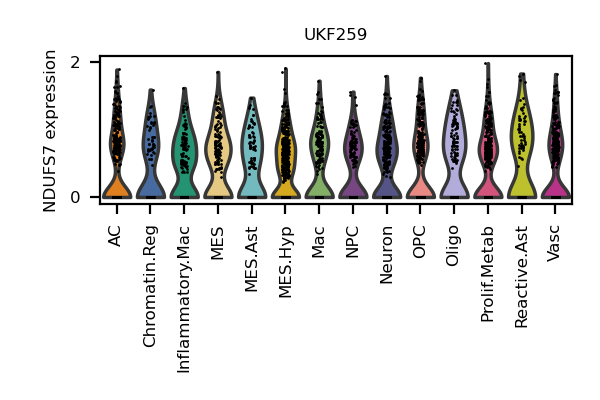 UKF259
NDUFS7 expression
2
0
AC
Chromatin.Reg
Inflammatory.Mac
MES
MES.Ast
MES.Hyp
Mac
NPC
Neuron
OPC
Oligo
Prolif.Metab
Reactive.Ast
Vasc